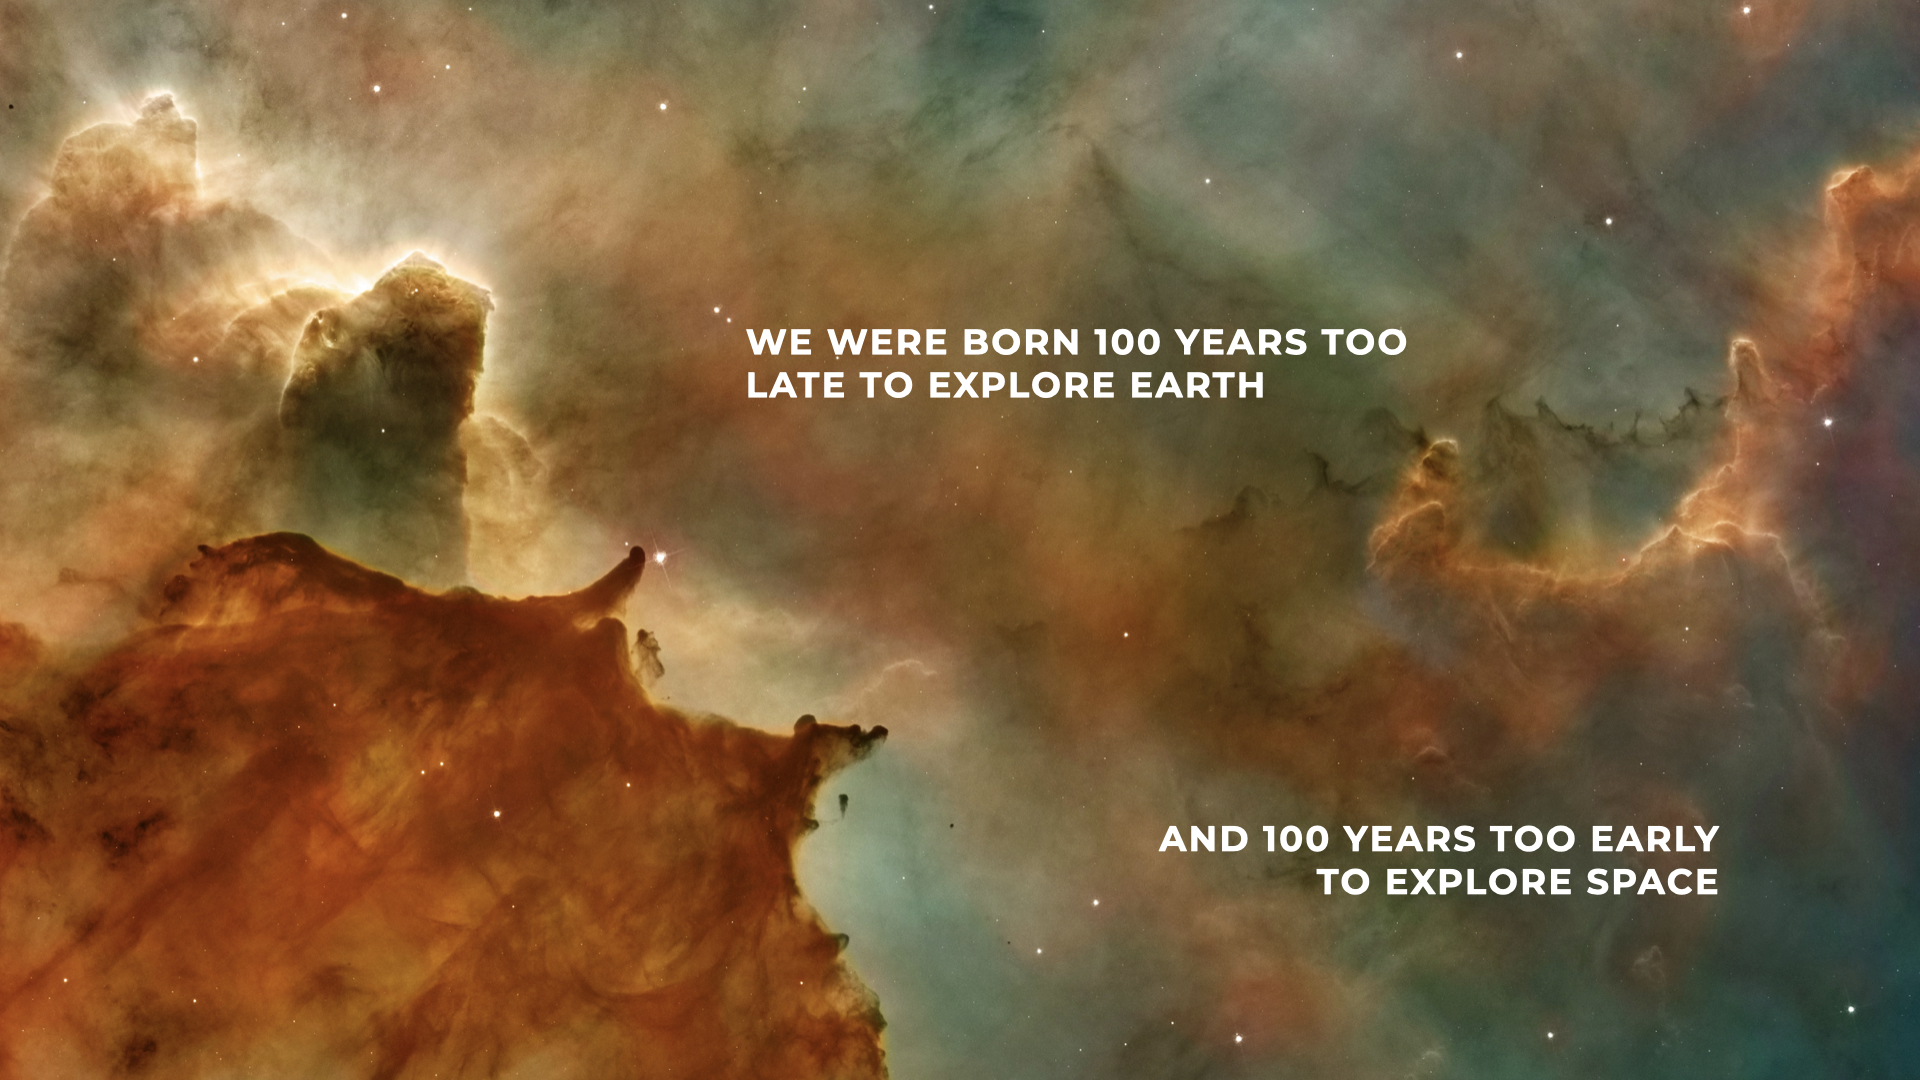 WE WERE BORN 100 YEARS TOO
LATE TO EXPLORE EARTH
AND 100 YEARS TOO EARLY
TO EXPLORE SPACE